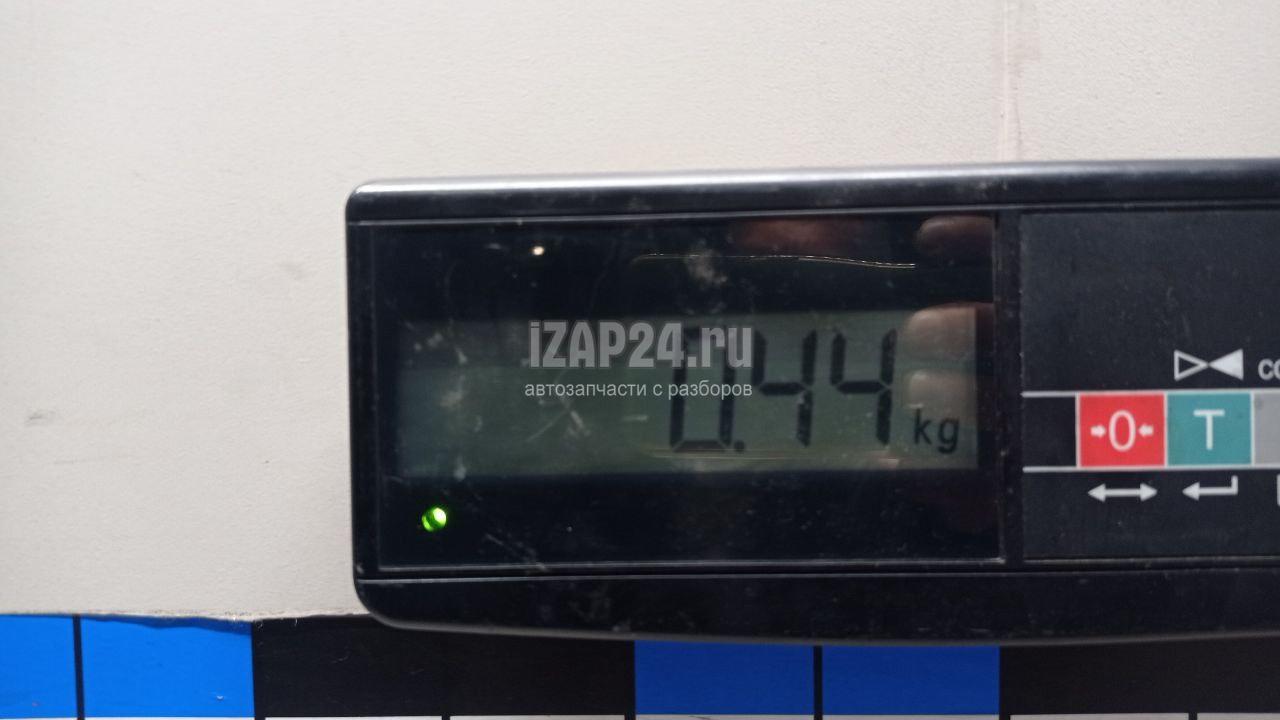 iZAP24.ru
автозапчасти с разборов
0.44 kg
0 T